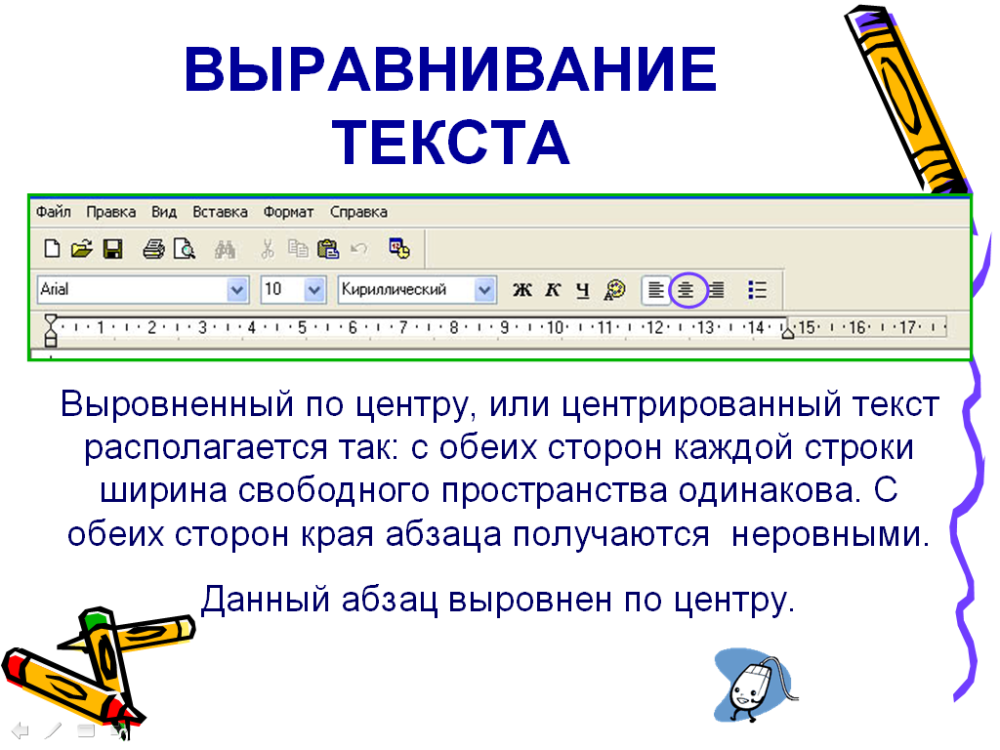 ВЫРАВНИВАНИЕ
ТЕКСТА
Файл Правка Вид Вставка Формат Справка
Arial 10 Кириллический Ж К Ч
1 2 3 4 5 6 7 8 9 10 11 12 13 14 15 16 17
Выровненный по центру, или центрированный текст
располагается так: с обеих сторон каждой строки
ширина свободного пространства одинакова. С
обеих сторон края абзаца получаются неровными.
Данный абзац выровнен по центру.